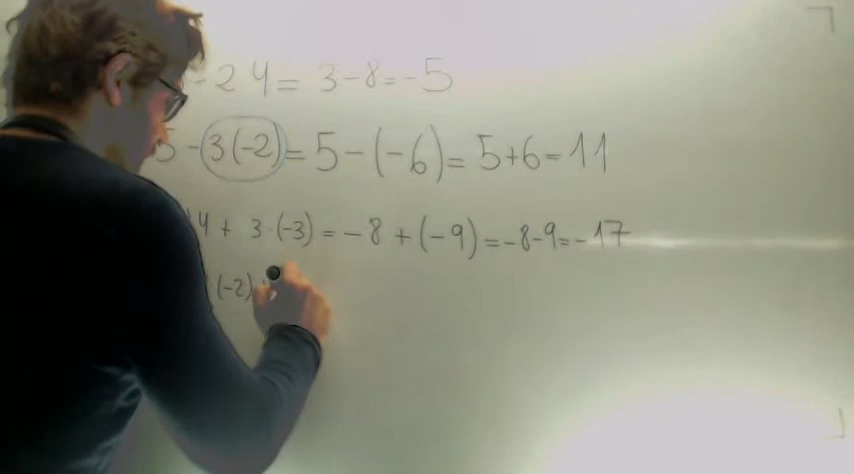 - 2 4 = 3 - 8 = - 5
5 - 3 (-2) = 5 - (-6) = 5 + 6 = 11
4 + 3 · (-3) = - 8 + (-9) = - 8 - 9 = - 17
(-2)